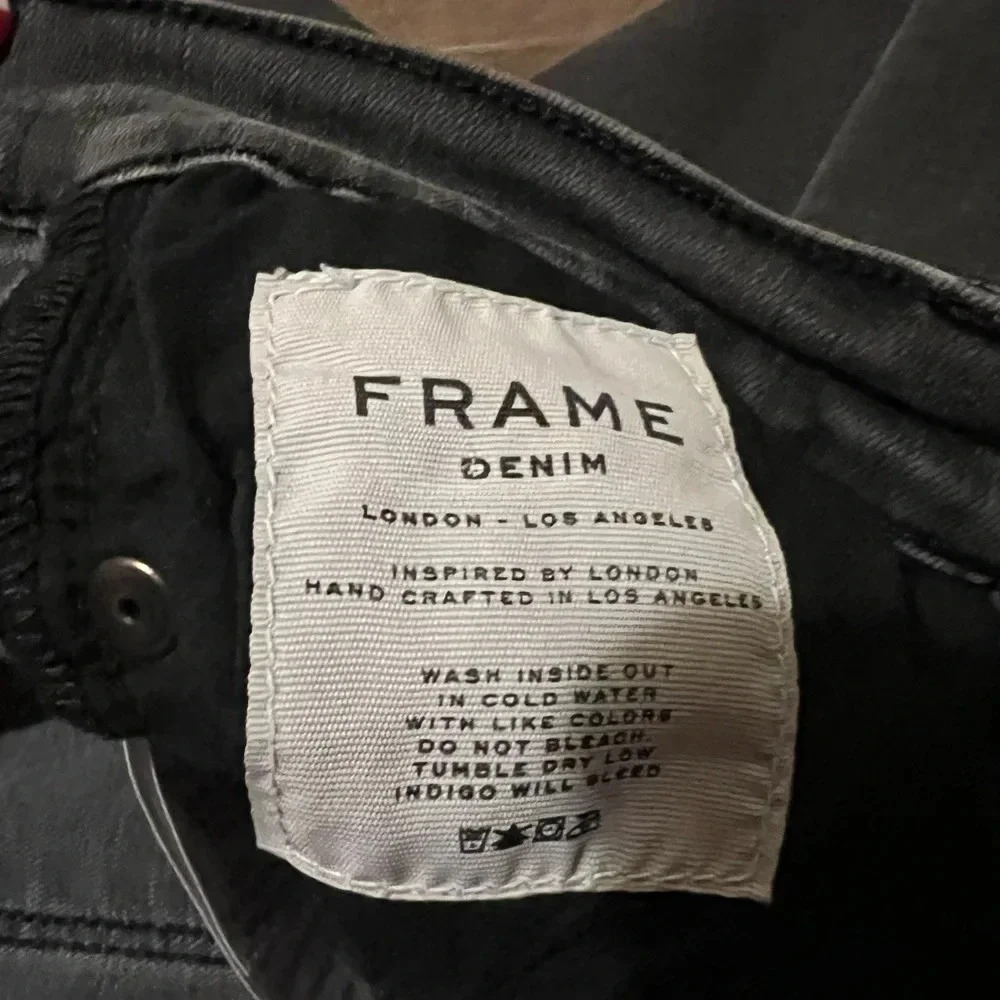 FRAME
DENIM
LONDON - LOS ANGELES
INSPIRED BY LONDON
HAND CRAFTED IN LOS ANGELES
WASH INSIDE OUT
IN COLD WATER
WITH LIKE COLORS
DO NOT BLEACH.
TUMBLE DRY LOW
INDIGO WILL BLEED